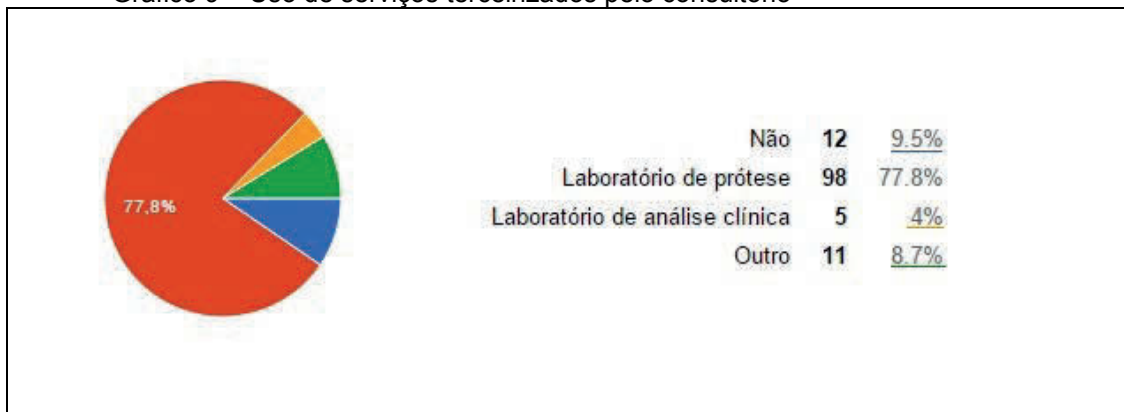 77,8%
Não 12 9.5%
Laboratório de prótese 98 77.8%
Laboratório de análise clínica 5 4%
Outro 11 8.7%